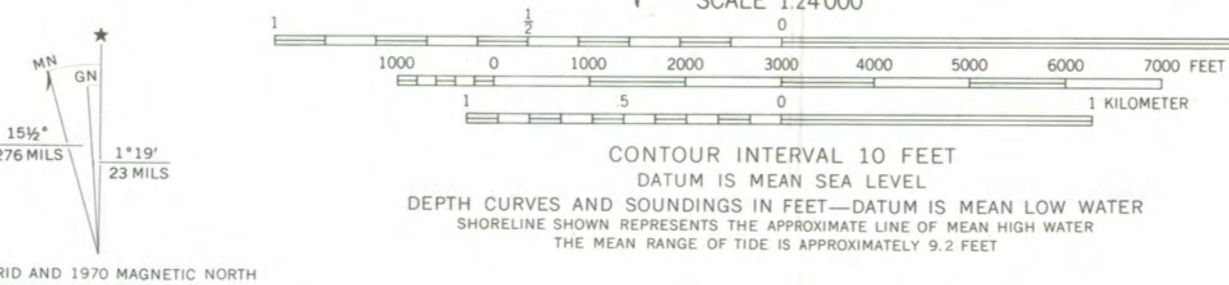 SCALE 1:24 000
1 ½ 0
1000 0 1000 2000 3000 4000 5000 6000 7000 FEET
1 .5 0 1 KILOMETER
CONTOUR INTERVAL 10 FEET
DATUM IS MEAN SEA LEVEL
DEPTH CURVES AND SOUNDINGS IN FEET—DATUM IS MEAN LOW WATER
SHORELINE SHOWN REPRESENTS THE APPROXIMATE LINE OF MEAN HIGH WATER
THE MEAN RANGE OF TIDE IS APPROXIMATELY 9.2 FEET
★
MN
GN
15½°
276 MILS
1°19′
23 MILS
RID AND 1970 MAGNETIC NORTH